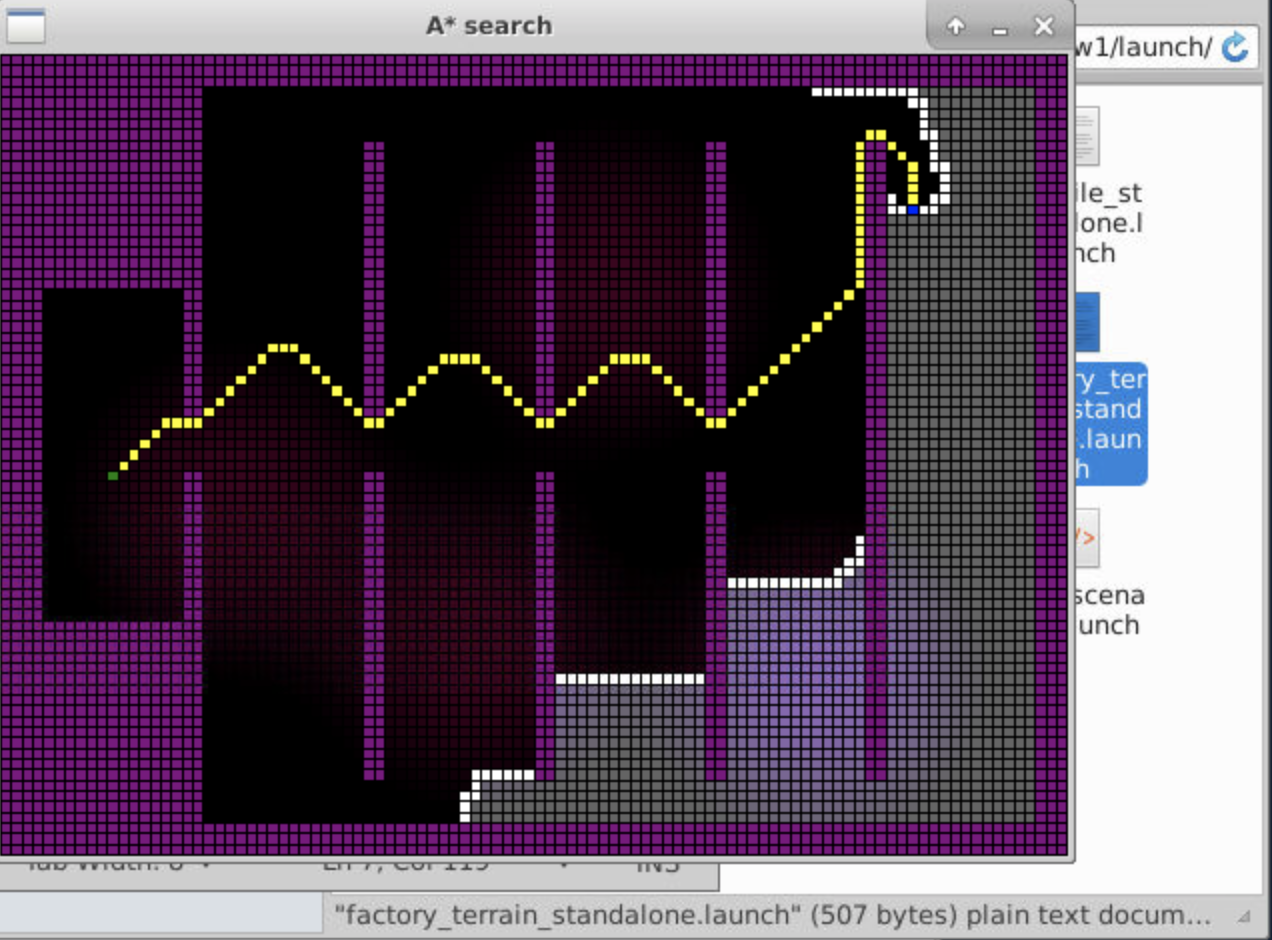 A* search
w1/launch/
ile_st
lone.l
nch
ry_ter
stand
.laun
h
/>
scena
unch
Tab Width: 8
Ln 7, Col 119
INS
"factory_terrain_standalone.launch" (507 bytes) plain text docum...